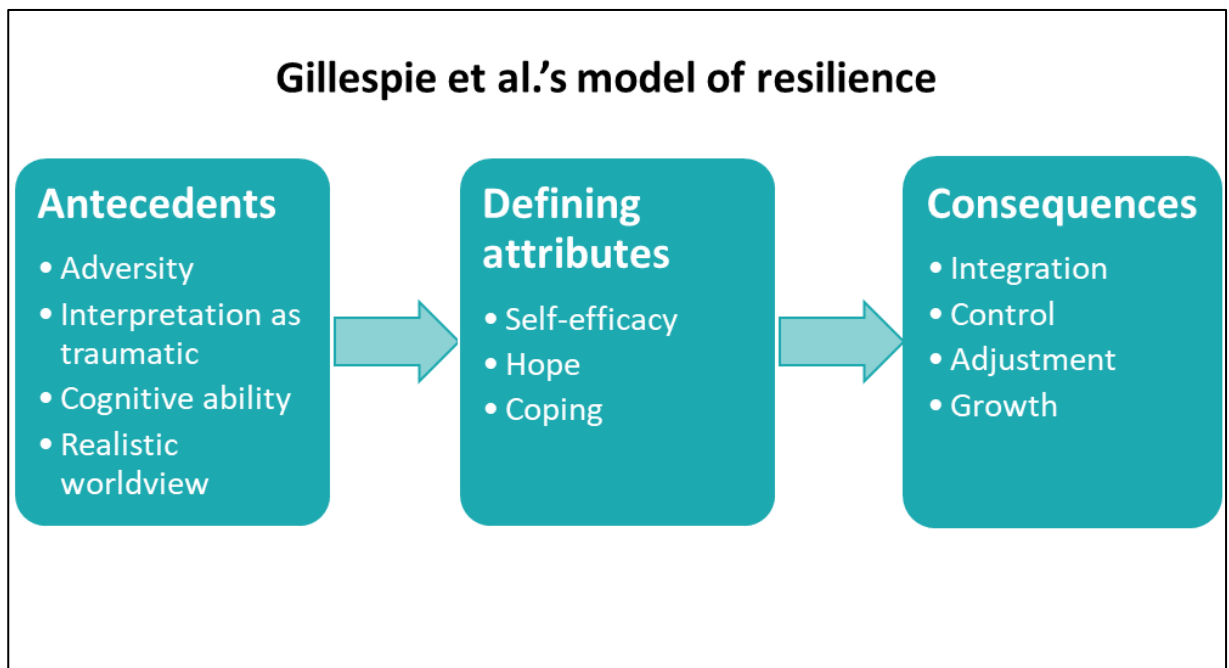 Gillespie et al.'s model of resilience
Antecedents
• Adversity
• Interpretation as
traumatic
• Cognitive ability
• Realistic
worldview
Defining
attributes
• Self-efficacy
• Hope
• Coping
Consequences
• Integration
• Control
• Adjustment
• Growth